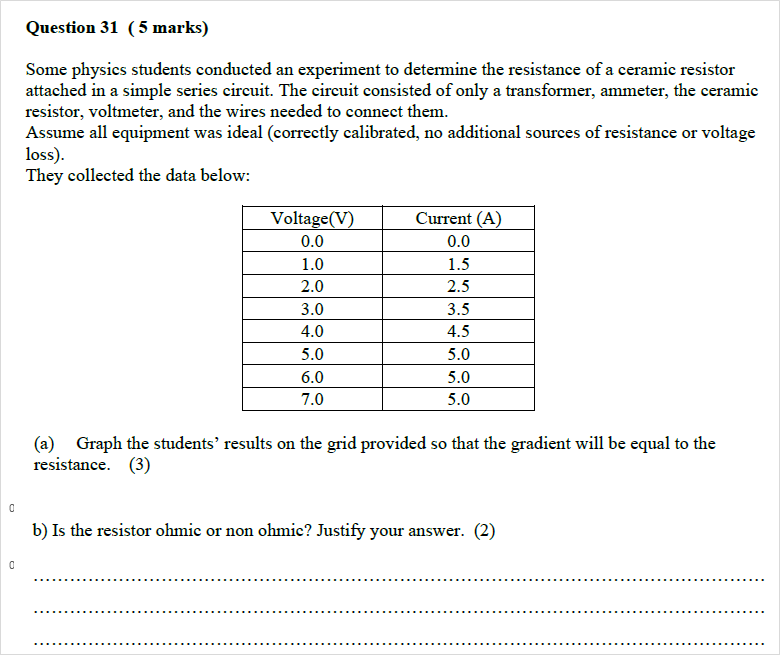 Question 31 ( 5 marks)
Some physics students conducted an experiment to determine the resistance of a ceramic resistor
attached in a simple series circuit. The circuit consisted of only a transformer, ammeter, the ceramic
resistor, voltmeter, and the wires needed to connect them.
Assume all equipment was ideal (correctly calibrated, no additional sources of resistance or voltage
loss).
They collected the data below:
Voltage(V) Current (A)
0.0 0.0
1.0 1.5
2.0 2.5
3.0 3.5
4.0 4.5
5.0 5.0
6.0 5.0
7.0 5.0
(a) Graph the students’ results on the grid provided so that the gradient will be equal to the
resistance. (3)
b) Is the resistor ohmic or non ohmic? Justify your answer. (2)